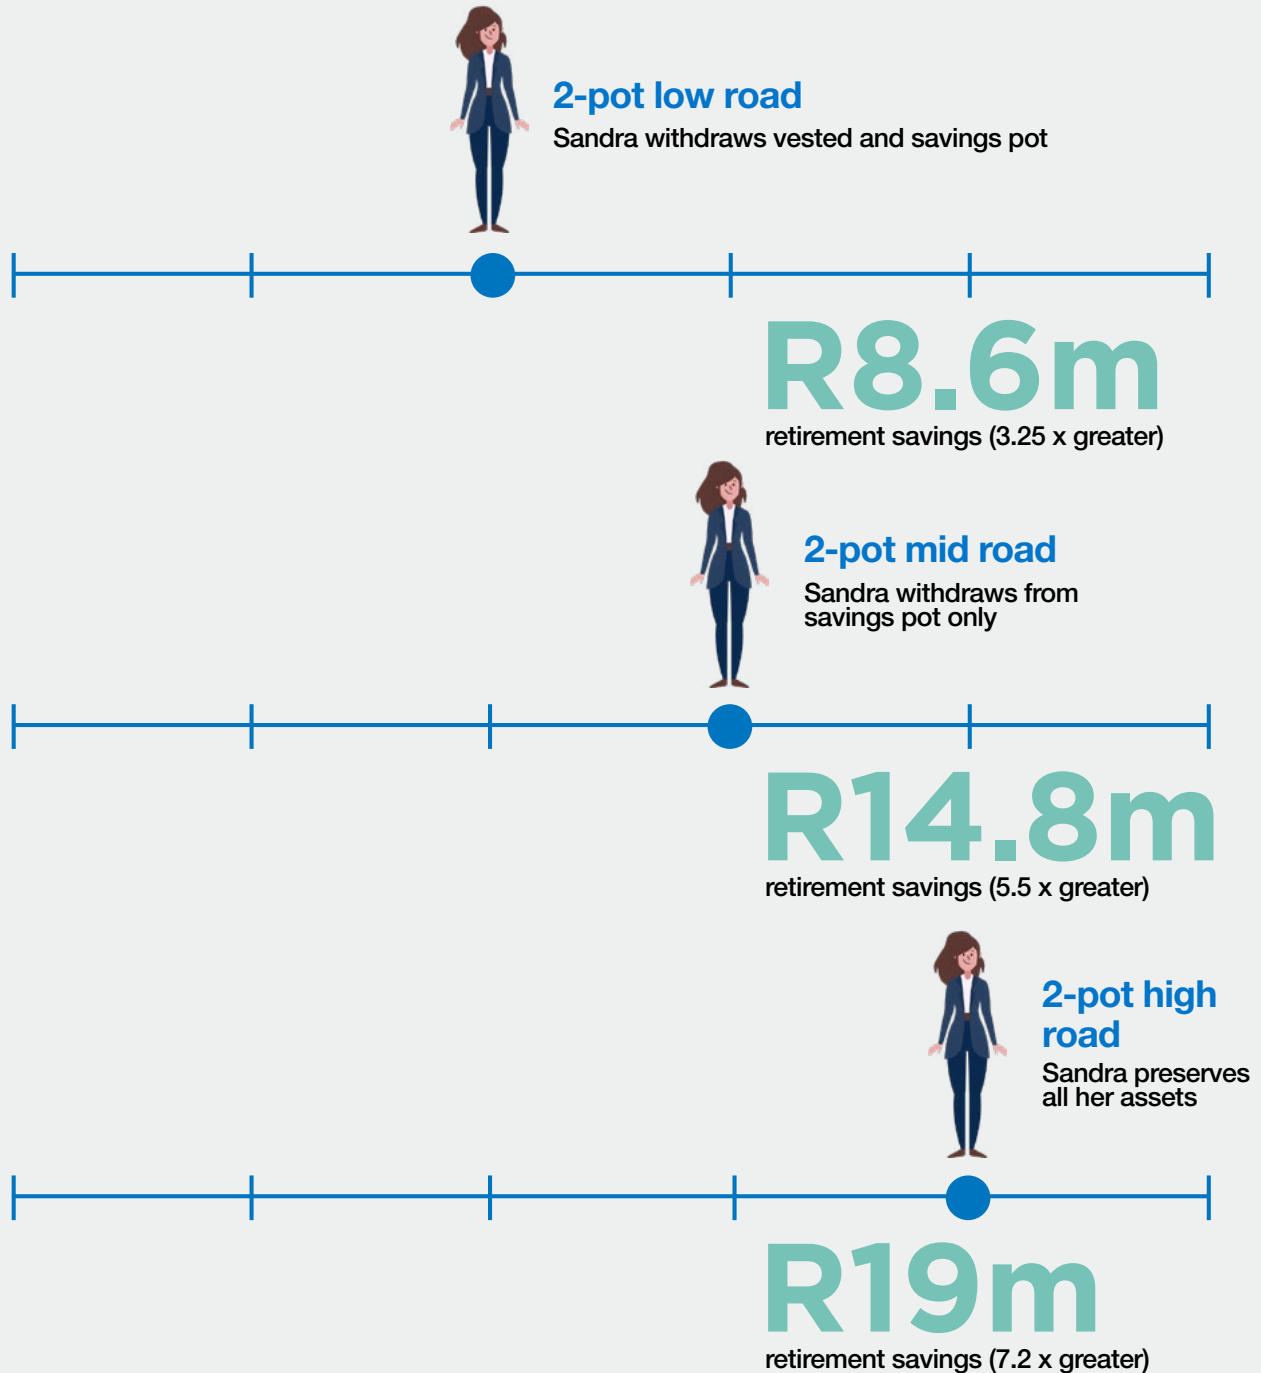 2-pot low road
Sandra withdraws vested and savings pot
R8.6m
retirement savings (3.25 x greater)
2-pot mid road
Sandra withdraws from
savings pot only
R14.8m
retirement savings (5.5 x greater)
2-pot high
road
Sandra preserves
all her assets
R19m
retirement savings (7.2 x greater)